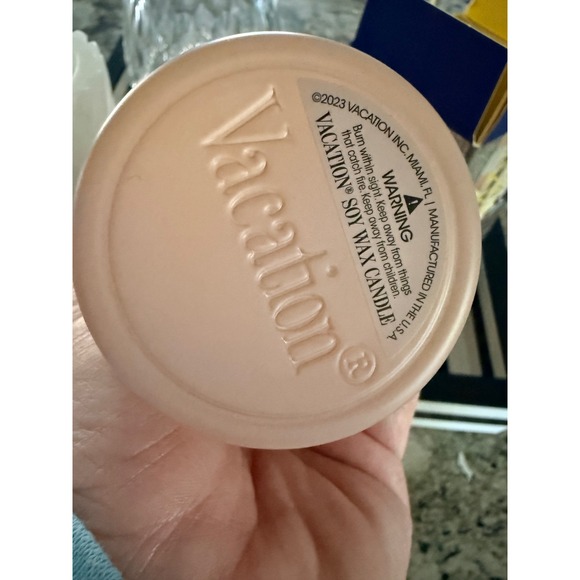 Vacation®
©2023 VACATION INC. MIAMI, FL. | MANUFACTURED IN THE U.S.A.
WARNING
Burn within sight. Keep away from things
that catch fire. Keep away from children.
VACATION® SOY WAX CANDLE